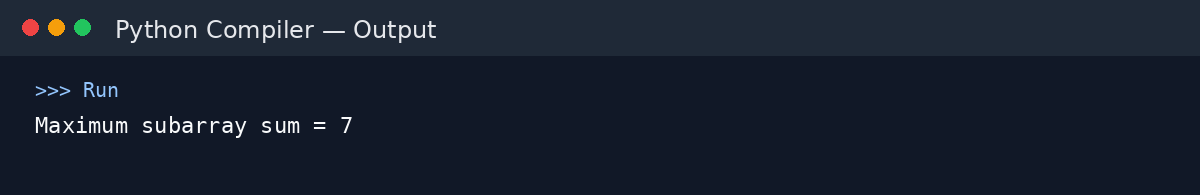 Python Compiler — Output
>>> Run
Maximum subarray sum = 7